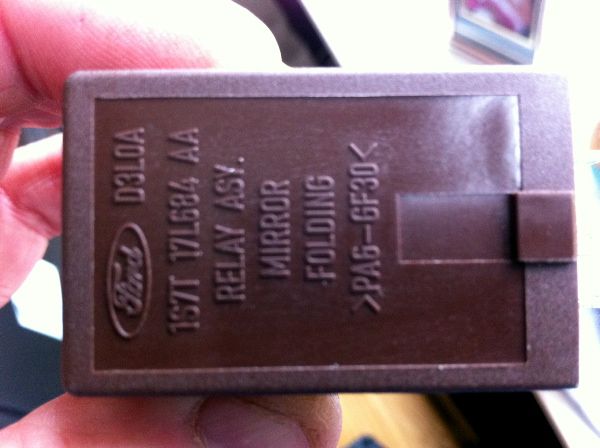 Ford D3L0A
1S7T 17L684 AA
RELAY ASY.
MIRROR
FOLDING
>PA6-GF30<